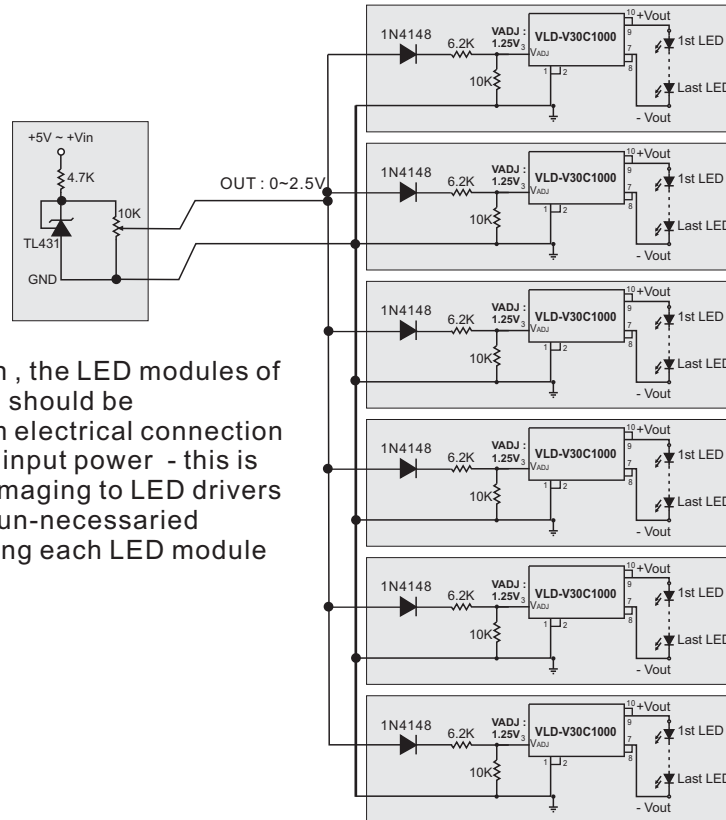 +5V ~ +Vin
4.7K
10K
TL431
GND
OUT : 0~2.5V
, the LED modules of
should be
electrical connection
input power - this is
to LED drivers
un-necessaried
each LED module
1N4148
6.2K
VADJ :
1.25V
3
VADJ
10K
VLD-V30C1000
1
2
10
+Vout
9
7
8
- Vout
1st LED
Last LED
1N4148
6.2K
VADJ :
1.25V
3
VADJ
10K
VLD-V30C1000
1
2
10
+Vout
9
7
8
- Vout
1st LED
Last LED
1N4148
6.2K
VADJ :
1.25V
3
VADJ
10K
VLD-V30C1000
1
2
10
+Vout
9
7
8
- Vout
1st LED
Last LED
1N4148
6.2K
VADJ :
1.25V
3
VADJ
10K
VLD-V30C1000
1
2
10
+Vout
9
7
8
- Vout
1st LED
Last LED
1N4148
6.2K
VADJ :
1.25V
3
VADJ
10K
VLD-V30C1000
1
2
10
+Vout
9
7
8
- Vout
1st LED
Last LED
1N4148
6.2K
VADJ :
1.25V
3
VADJ
10K
VLD-V30C1000
1
2
10
+Vout
9
7
8
- Vout
1st LED
Last LED